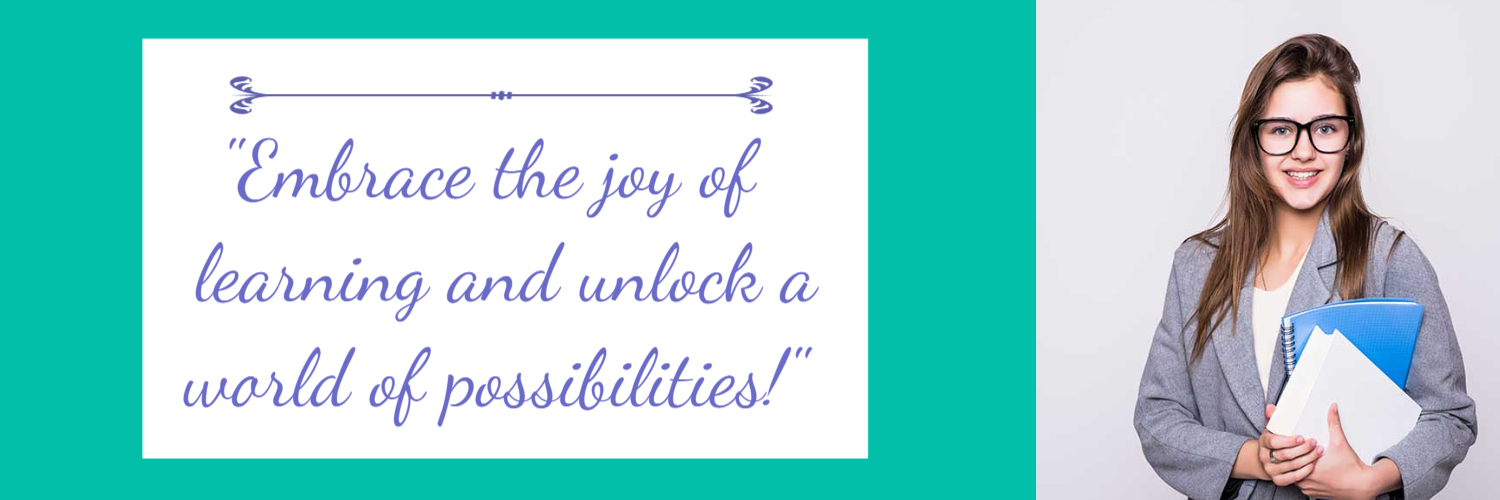 "Embrace the joy of
learning and unlock a
world of possibilities!"